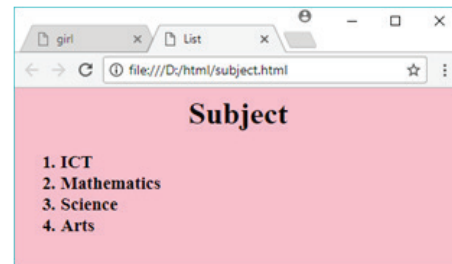 girl
List
file:///D:/html/subject.html
Subject
1. ICT
2. Mathematics
3. Science
4. Arts